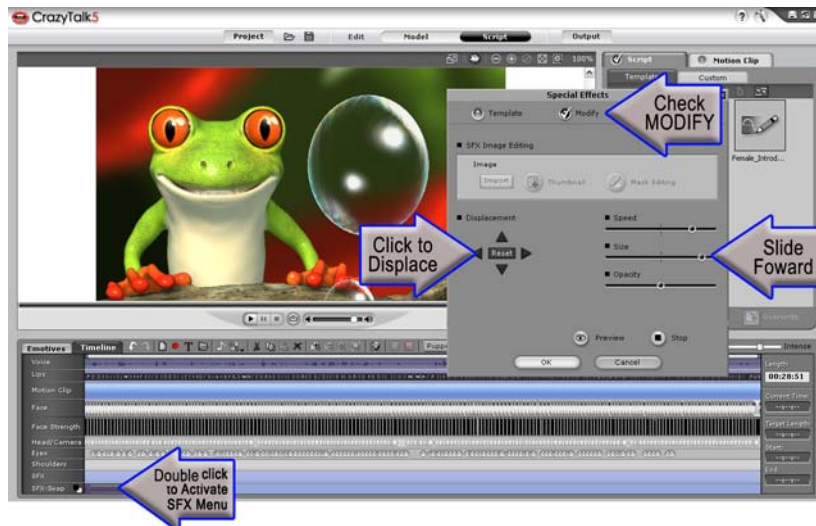 CrazyTalk5
Project Edit Model Script Output
100%
Script Motion Clip
Template Custom
Special Effects
Template Modify
Check
MODIFY
SFX Image Editing
Image
Import Thumbnail Mask Editing
Female_Introd...
Displacement
Reset
Click to
Displace
Speed
Size
Opacity
Slide
Foward
Overwrite
Preview Stop
OK Cancel
Emotives Timeline
Intense
Voice
Lips
Motion Clip
Face
Face Strength
Head/Camera
Eyes
Shoulders
SFX
SFX-Swap
Double click
to Activate
SFX Menu
Length:
00:28:51
Current Time:
--:--:--
Target Length:
--:--:--
Start:
--:--:--
End:
--:--:--